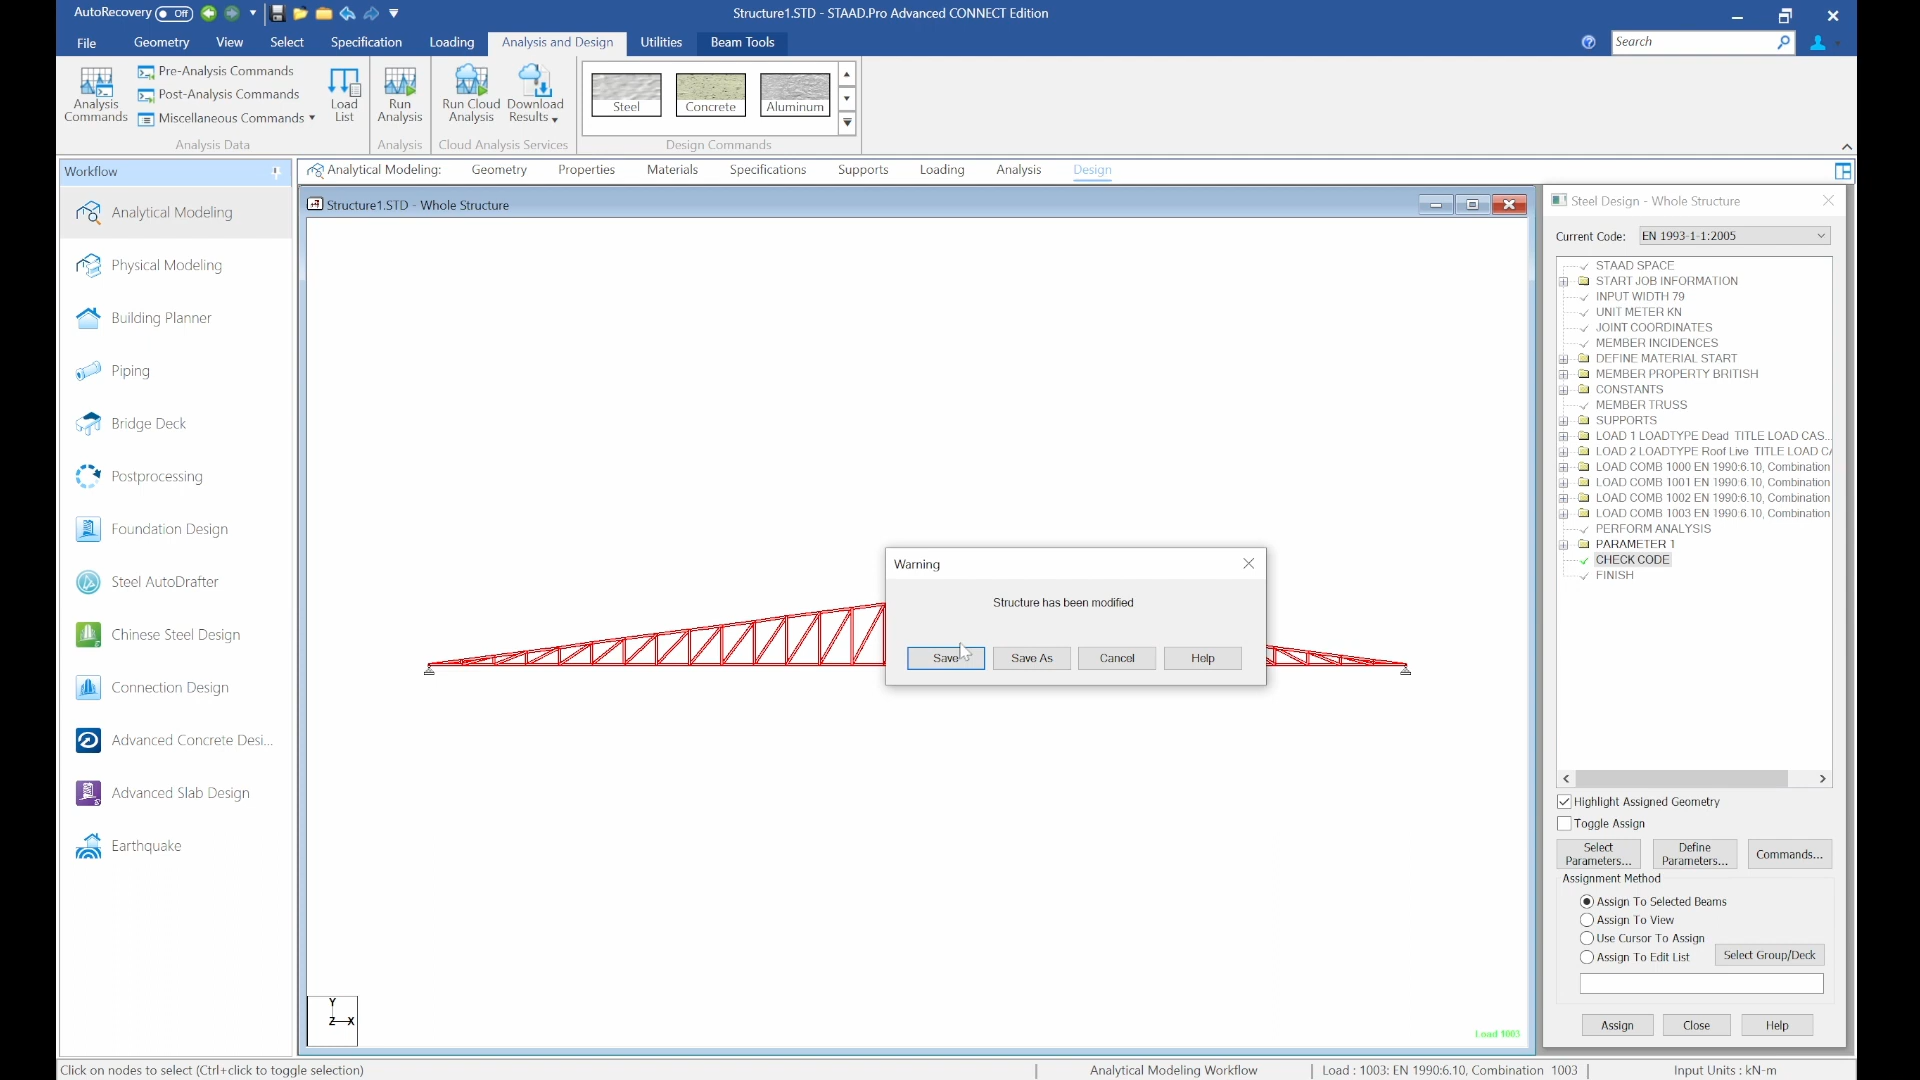 AutoRecovery Off
Structure1.STD - STAAD.Pro Advanced CONNECT Edition
File Geometry View Select Specification Loading Analysis and Design Utilities Beam Tools
Search
Analysis Commands
Pre-Analysis Commands
Post-Analysis Commands
Miscellaneous Commands
Load List
Run Analysis
Run Cloud Analysis
Download Results
Steel
Concrete
Aluminum
Analysis Data
Analysis
Cloud Analysis Services
Design Commands
Workflow
Analytical Modeling: Geometry Properties Materials Specifications Supports Loading Analysis Design
Analytical Modeling
Physical Modeling
Building Planner
Piping
Bridge Deck
Postprocessing
Foundation Design
Steel AutoDrafter
Chinese Steel Design
Connection Design
Advanced Concrete Desi...
Advanced Slab Design
Earthquake
Structure1.STD - Whole Structure
Warning
Structure has been modified
Save
Save As
Cancel
Help
Y
Z X
Load 1003
Steel Design - Whole Structure
Current Code: EN 1993-1-1:2005
STAAD SPACE
START JOB INFORMATION
INPUT WIDTH 79
UNIT METER KN
JOINT COORDINATES
MEMBER INCIDENCES
DEFINE MATERIAL START
MEMBER PROPERTY BRITISH
CONSTANTS
MEMBER TRUSS
SUPPORTS
LOAD 1 LOADTYPE Dead TITLE LOAD CAS...
LOAD 2 LOADTYPE Roof Live TITLE LOAD
LOAD COMB 1000 EN 1990:6.10, Combination
LOAD COMB 1001 EN 1990:6.10, Combination
LOAD COMB 1002 EN 1990:6.10, Combination
LOAD COMB 1003 EN 1990:6.10, Combination
PERFORM ANALYSIS
PARAMETER 1
CHECK CODE
FINISH
Highlight Assigned Geometry
Toggle Assign
Select Parameters...
Define Parameters...
Commands...
Assignment Method
Assign To Selected Beams
Assign To View
Use Cursor To Assign
Assign To Edit List
Select Group/Deck
Assign
Close
Help
Click on nodes to select (Ctrl+click to toggle selection)
Analytical Modeling Workflow
Load : 1003: EN 1990:6.10, Combination 1003
Input Units : kN-m